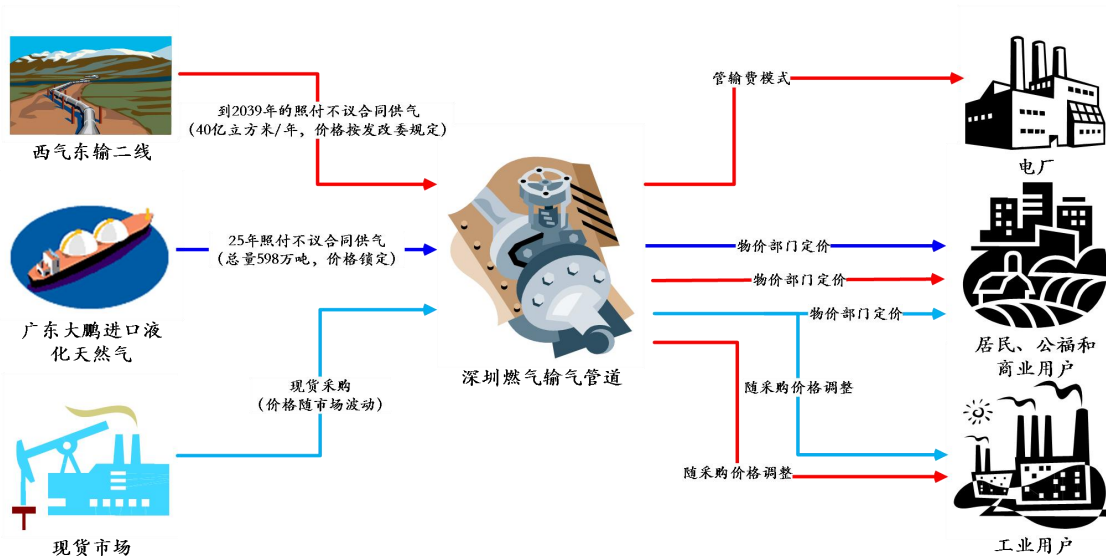 到2039年的照付不议合同供气
(40亿立方米/年，价格按发改委规定)
西气东输二线
25年照付不议合同供气
(总量598万吨，价格锁定)
广东大鹏进口液
化天然气
现货采购
(价格随市场波动)
现货市场
深圳燃气输气管道
管输费模式
电厂
物价部门定价
物价部门定价
物价部门定价
居民、公福和
商业用户
随采购价格调整
随采购价格调整
工业用户